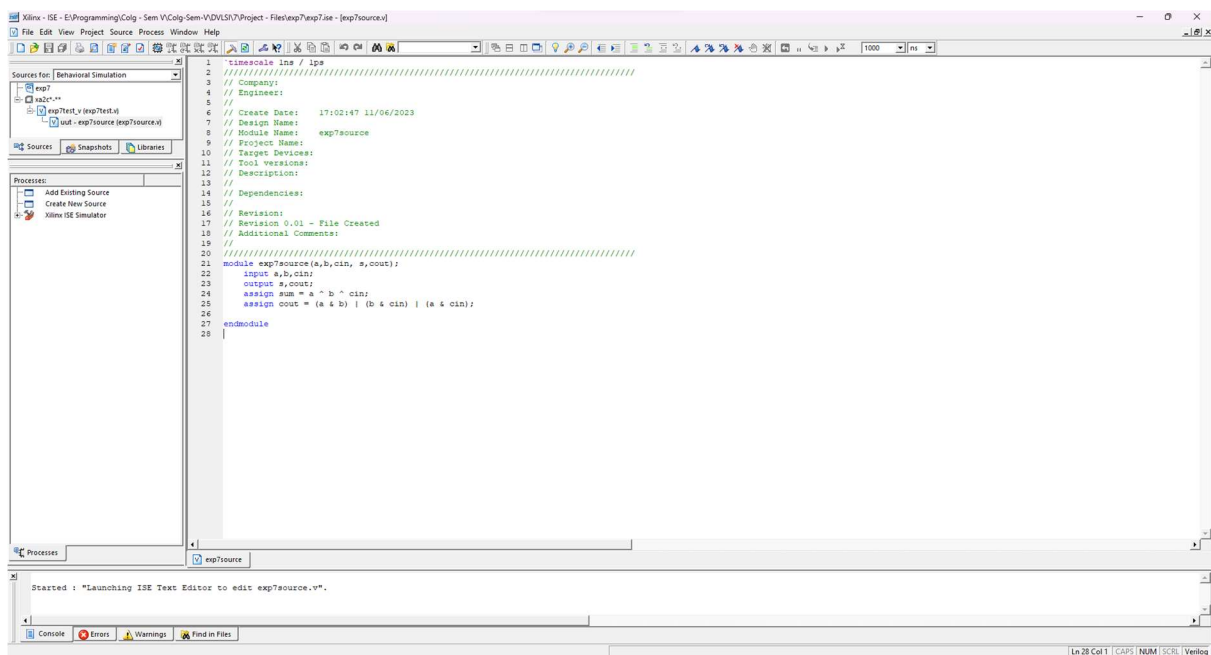 Xilinx - ISE - E:\Programming\Colg - Sem V\Colg-Sem-V\DVLSI\7\Project - Files\exp7\exp7.ise - [exp7source.v]
File Edit View Project Source Process Window Help
1000 ns
Sources for: Behavioral Simulation
exp7
xa2c*-**
exp7test_v (exp7test.v)
uut - exp7source (exp7source.v)
Sources Snapshots Libraries
Processes:
Add Existing Source
Create New Source
Xilinx ISE Simulator
Processes
1 `timescale 1ns / 1ps
2 //////////////////////////////////////////////////////////////////////////////////
3 // Company:
4 // Engineer:
5 //
6 // Create Date: 17:02:47 11/06/2023
7 // Design Name:
8 // Module Name: exp7source
9 // Project Name:
10 // Target Devices:
11 // Tool versions:
12 // Description:
13 //
14 // Dependencies:
15 //
16 // Revision:
17 // Revision 0.01 - File Created
18 // Additional Comments:
19 //
20 //////////////////////////////////////////////////////////////////////////////////
21 module exp7source(a,b,cin, s,cout);
22 input a,b,cin;
23 output s,cout;
24 assign sum = a ^ b ^ cin;
25 assign cout = (a & b) | (b & cin) | (a & cin);
26
27 endmodule
28
exp7source
Started : "Launching ISE Text Editor to edit exp7source.v".
Console Errors Warnings Find in Files
Ln 28 Col 1 CAPS NUM SCRL Verilog